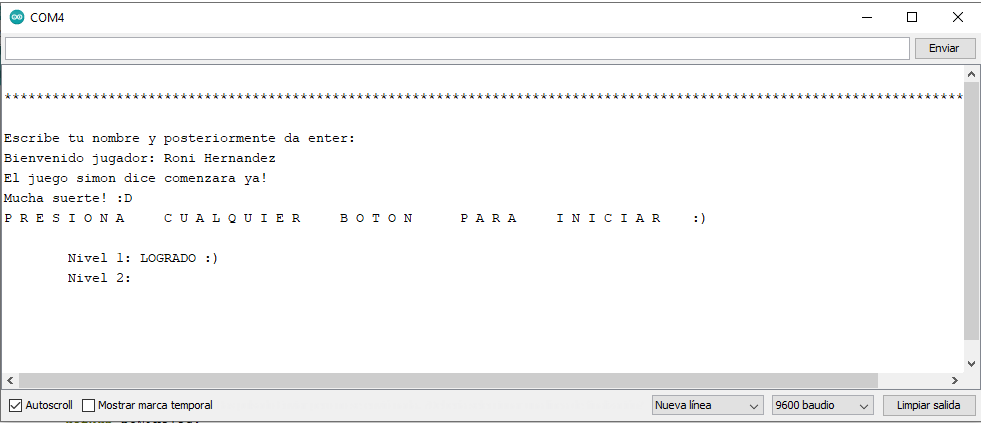 COM4
Enviar
************************************************************************************************************************
Escribe tu nombre y posteriormente da enter:
Bienvenido jugador: Roni Hernandez
El juego simon dice comenzara ya!
Mucha suerte! :D
P R E S I O N A     C U A L Q U I E R     B O T O N      P A R A     I N I C I A R    :)
Nivel 1: LOGRADO :)
Nivel 2:
Autoscroll Mostrar marca temporal Nueva línea 9600 baudio Limpiar salida